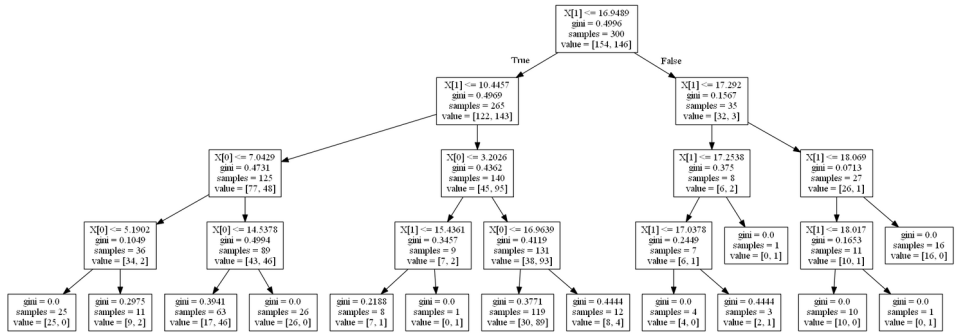 X[1] <= 16.9489
gini = 0.4996
samples = 300
value = [154, 146]
True
False
X[1] <= 10.4457
gini = 0.4969
samples = 265
value = [122, 143]
X[1] <= 17.292
gini = 0.1567
samples = 35
value = [32, 3]
X[0] <= 7.0429
gini = 0.4731
samples = 125
value = [77, 48]
X[0] <= 3.2026
gini = 0.4362
samples = 140
value = [45, 95]
X[1] <= 17.2538
gini = 0.375
samples = 8
value = [6, 2]
X[1] <= 18.069
gini = 0.0713
samples = 27
value = [26, 1]
X[0] <= 5.1902
gini = 0.1049
samples = 36
value = [34, 2]
X[0] <= 14.5378
gini = 0.4994
samples = 89
value = [43, 46]
X[1] <= 15.4361
gini = 0.3457
samples = 9
value = [7, 2]
X[0] <= 16.9639
gini = 0.4119
samples = 131
value = [38, 93]
X[1] <= 17.0378
gini = 0.2449
samples = 7
value = [6, 1]
gini = 0.0
samples = 1
value = [0, 1]
X[1] <= 18.017
gini = 0.1653
samples = 11
value = [10, 1]
gini = 0.0
samples = 16
value = [16, 0]
gini = 0.0
samples = 25
value = [25, 0]
gini = 0.2975
samples = 11
value = [9, 2]
gini = 0.3941
samples = 63
value = [17, 46]
gini = 0.0
samples = 26
value = [26, 0]
gini = 0.2188
samples = 8
value = [7, 1]
gini = 0.0
samples = 1
value = [0, 1]
gini = 0.3771
samples = 119
value = [30, 89]
gini = 0.4444
samples = 12
value = [8, 4]
gini = 0.0
samples = 4
value = [4, 0]
gini = 0.4444
samples = 3
value = [2, 1]
gini = 0.0
samples = 10
value = [10, 0]
gini = 0.0
samples = 1
value = [0, 1]